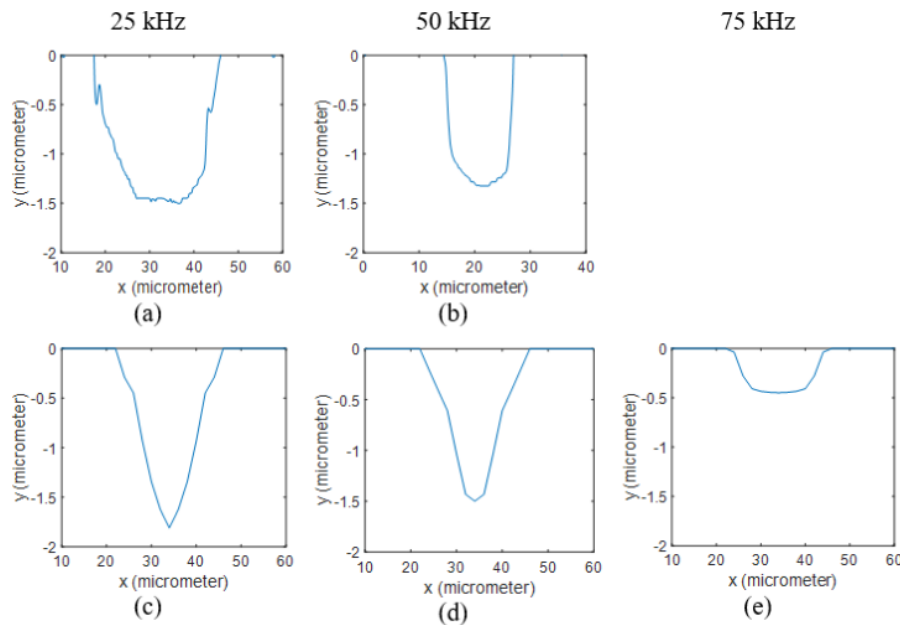 25 kHz 50 kHz 75 kHz
0
-0.5
-1
-1.5
-2
y (micrometer)
10 20 30 40 50 60
x (micrometer)
(a)
0
-0.5
-1
-1.5
-2
y (micrometer)
0 10 20 30 40
x (micrometer)
(b)
0
-0.5
-1
-1.5
-2
y (micrometer)
10 20 30 40 50 60
x (micrometer)
(c)
0
-0.5
-1
-1.5
-2
y (micrometer)
10 20 30 40 50 60
x (micrometer)
(d)
0
-0.5
-1
-1.5
-2
y (micrometer)
10 20 30 40 50 60
x (micrometer)
(e)